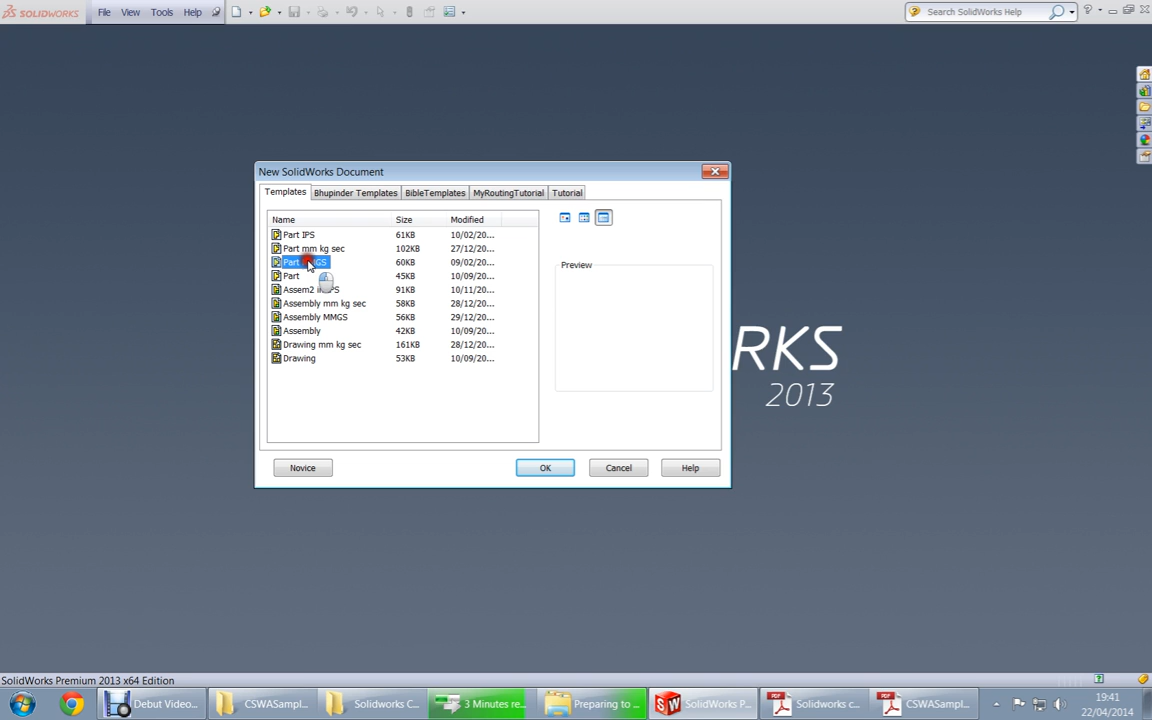 SOLIDWORKS File View Tools Help Search SolidWorks Help
New SolidWorks Document
Templates Bhupinder Templates BibleTemplates MyRoutingTutorial Tutorial
Name Size Modified
Part IPS 61KB 10/02/20...
Part mm kg sec 102KB 27/12/20...
Part 60KB 09/02/20...
Part 45KB 10/09/20...
Assem2 91KB 10/11/20...
Assembly mm kg sec 58KB 28/12/20...
Assembly MMGS 56KB 29/12/20...
Assembly 42KB 10/09/20...
Drawing mm kg sec 161KB 28/12/20...
Drawing 53KB 10/09/20...
Preview
Novice OK Cancel Help
RKS
2013
SolidWorks Premium 2013 x64 Edition
Debut Video... CSWASampl... Solidworks C... 3 Minutes re... Preparing to ... SolidWorks P... Solidworks c... CSWASampl...
19:41
22/04/2014